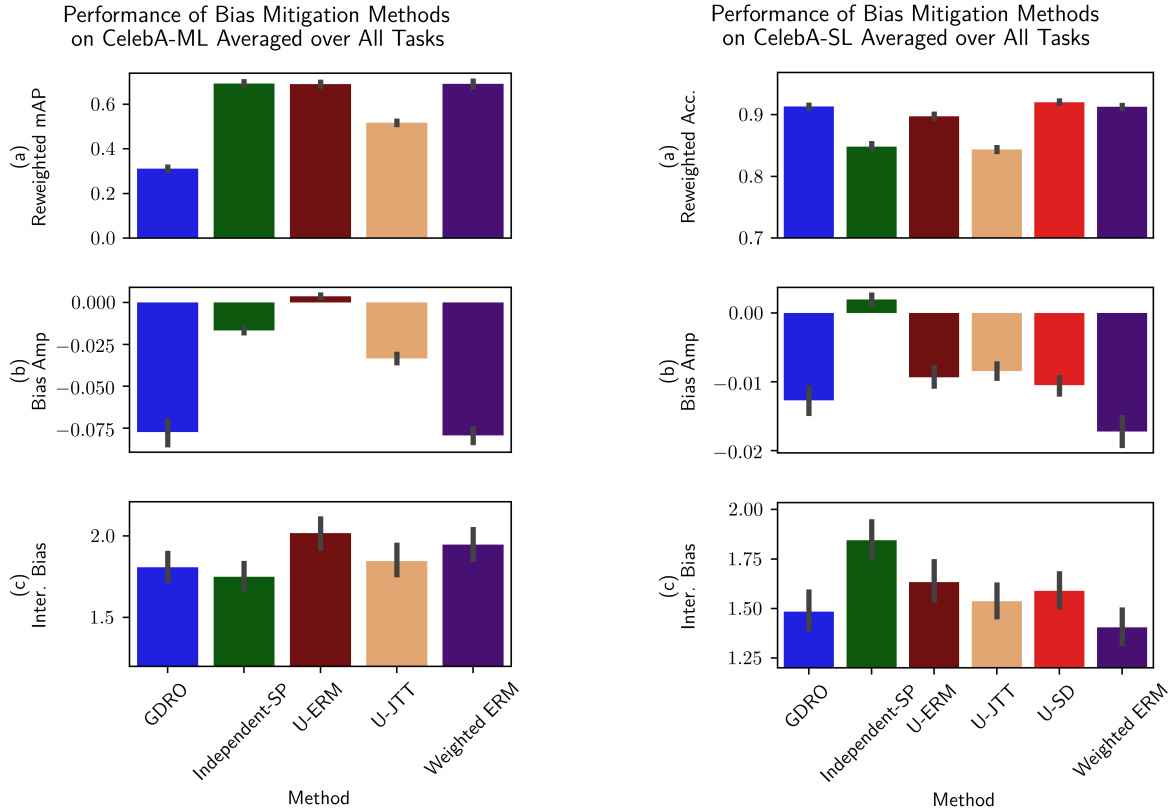 Performance of Bias Mitigation Methods
on CelebA-ML Averaged over All Tasks
(a)
Reweighted mAP
0.6
0.4
0.2
0.0
(b)
Bias Amp
0.000
−0.025
−0.050
−0.075
(c)
Inter. Bias
2.0
1.5
GDRO
Independent-SP
U-ERM
U-JTT
Weighted ERM
Method
Performance of Bias Mitigation Methods
on CelebA-SL Averaged over All Tasks
(a)
Reweighted Acc.
0.9
0.8
0.7
(b)
Bias Amp
0.00
−0.01
−0.02
(c)
Inter. Bias
2.00
1.75
1.50
1.25
GDRO
Independent-SP
U-ERM
U-JTT
U-SD
Weighted ERM
Method